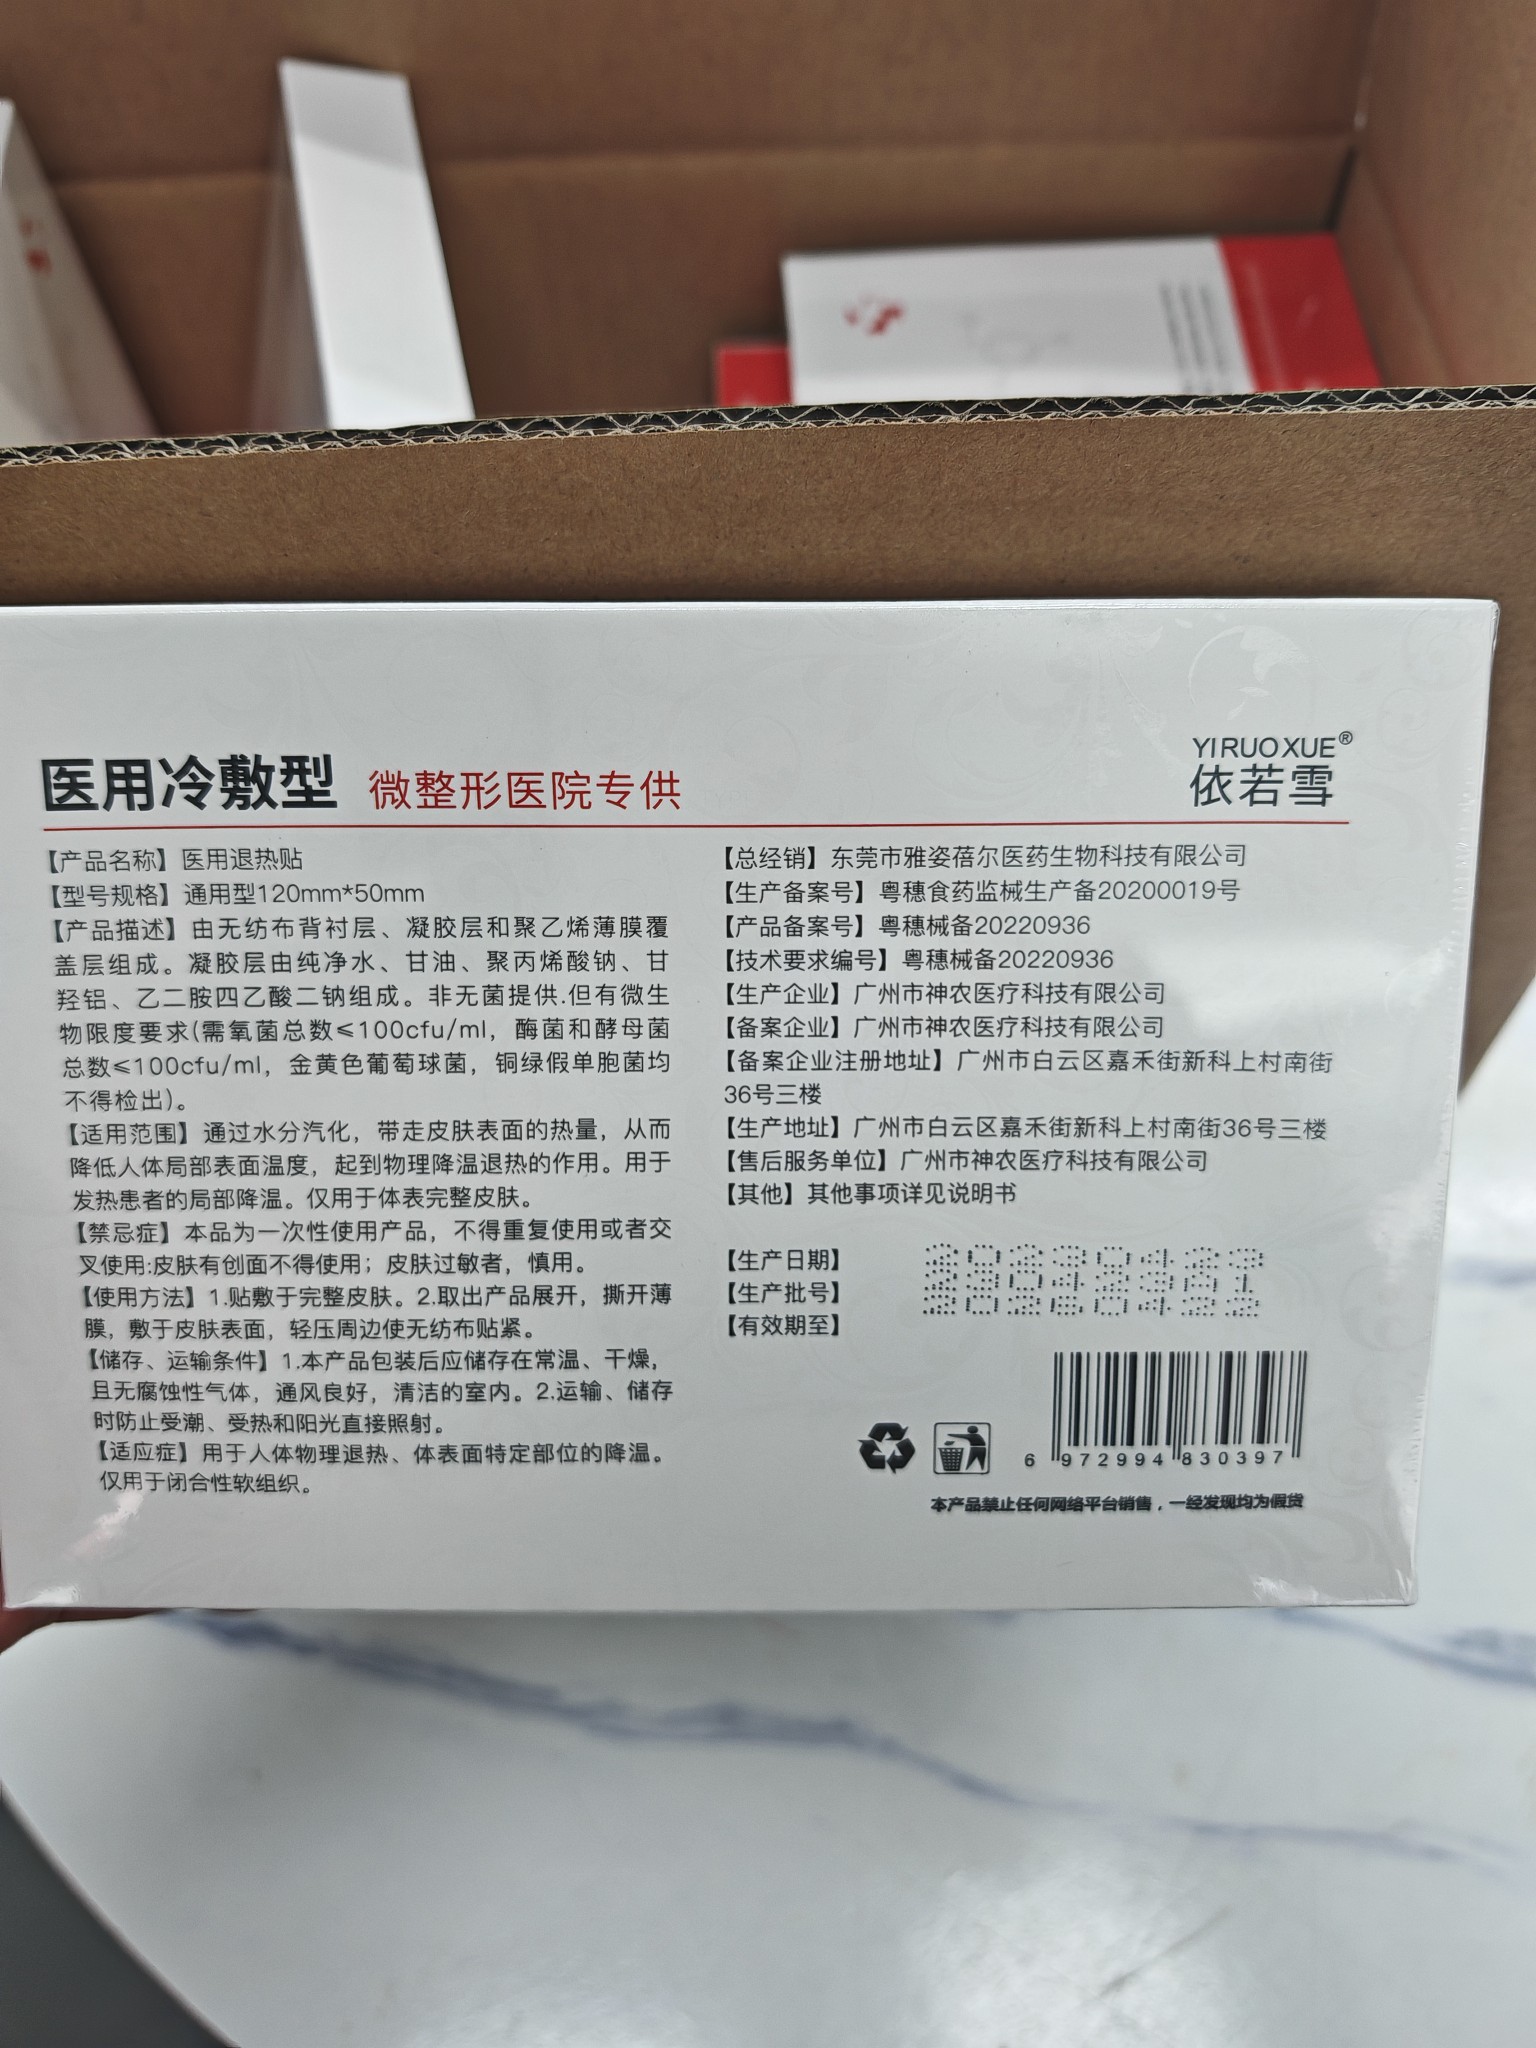 YIRUOXUE®
依若雪
医用冷敷型 微整形医院专供
【产品名称】医用退热贴
【型号规格】通用型120mm*50mm
【产品描述】由无纺布背衬层、凝胶层和聚乙烯薄膜覆
盖层组成。凝胶层由纯净水、甘油、聚丙烯酸钠、甘
羟铝、乙二胺四乙酸二钠组成。非无菌提供.但有微生
物限度要求(需氧菌总数≤100cfu/ml，酶菌和酵母菌
总数≤100cfu/ml，金黄色葡萄球菌，铜绿假单胞菌均
不得检出)。
【适用范围】通过水分汽化，带走皮肤表面的热量，从而
降低人体局部表面温度，起到物理降温退热的作用。用于
发热患者的局部降温。仅用于体表完整皮肤。
【禁忌症】本品为一次性使用产品，不得重复使用或者交
叉使用:皮肤有创面不得使用；皮肤过敏者，慎用。
【使用方法】1.贴敷于完整皮肤。2.取出产品展开，撕开薄
膜，敷于皮肤表面，轻压周边使无纺布贴紧。
【储存、运输条件】1.本产品包装后应储存在常温、干燥，
且无腐蚀性气体，通风良好，清洁的室内。2.运输、储存
时防止受潮、受热和阳光直接照射。
【适应症】用于人体物理退热、体表面特定部位的降温。
仅用于闭合性软组织。
【总经销】东莞市雅姿蓓尔医药生物科技有限公司
【生产备案号】粤穗食药监械生产备20200019号
【产品备案号】粤穗械备20220936
【技术要求编号】粤穗械备20220936
【生产企业】广州市神农医疗科技有限公司
【备案企业】广州市神农医疗科技有限公司
【备案企业注册地址】广州市白云区嘉禾街新科上村南街
36号三楼
【生产地址】广州市白云区嘉禾街新科上村南街36号三楼
【售后服务单位】广州市神农医疗科技有限公司
【其他】其他事项详见说明书
【生产日期】
【生产批号】
【有效期至】
6 972994 830397
本产品禁止任何网络平台销售，一经发现均为假货